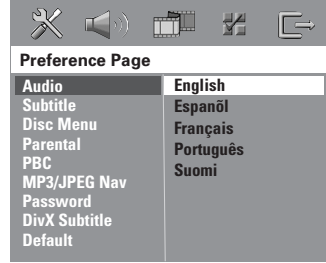 Preference Page
Audio
Subtitle
Disc Menu
Parental
PBC
MP3/JPEG Nav
Password
DivX Subtitle
Default
English
Espanõl
Français
Português
Suomi